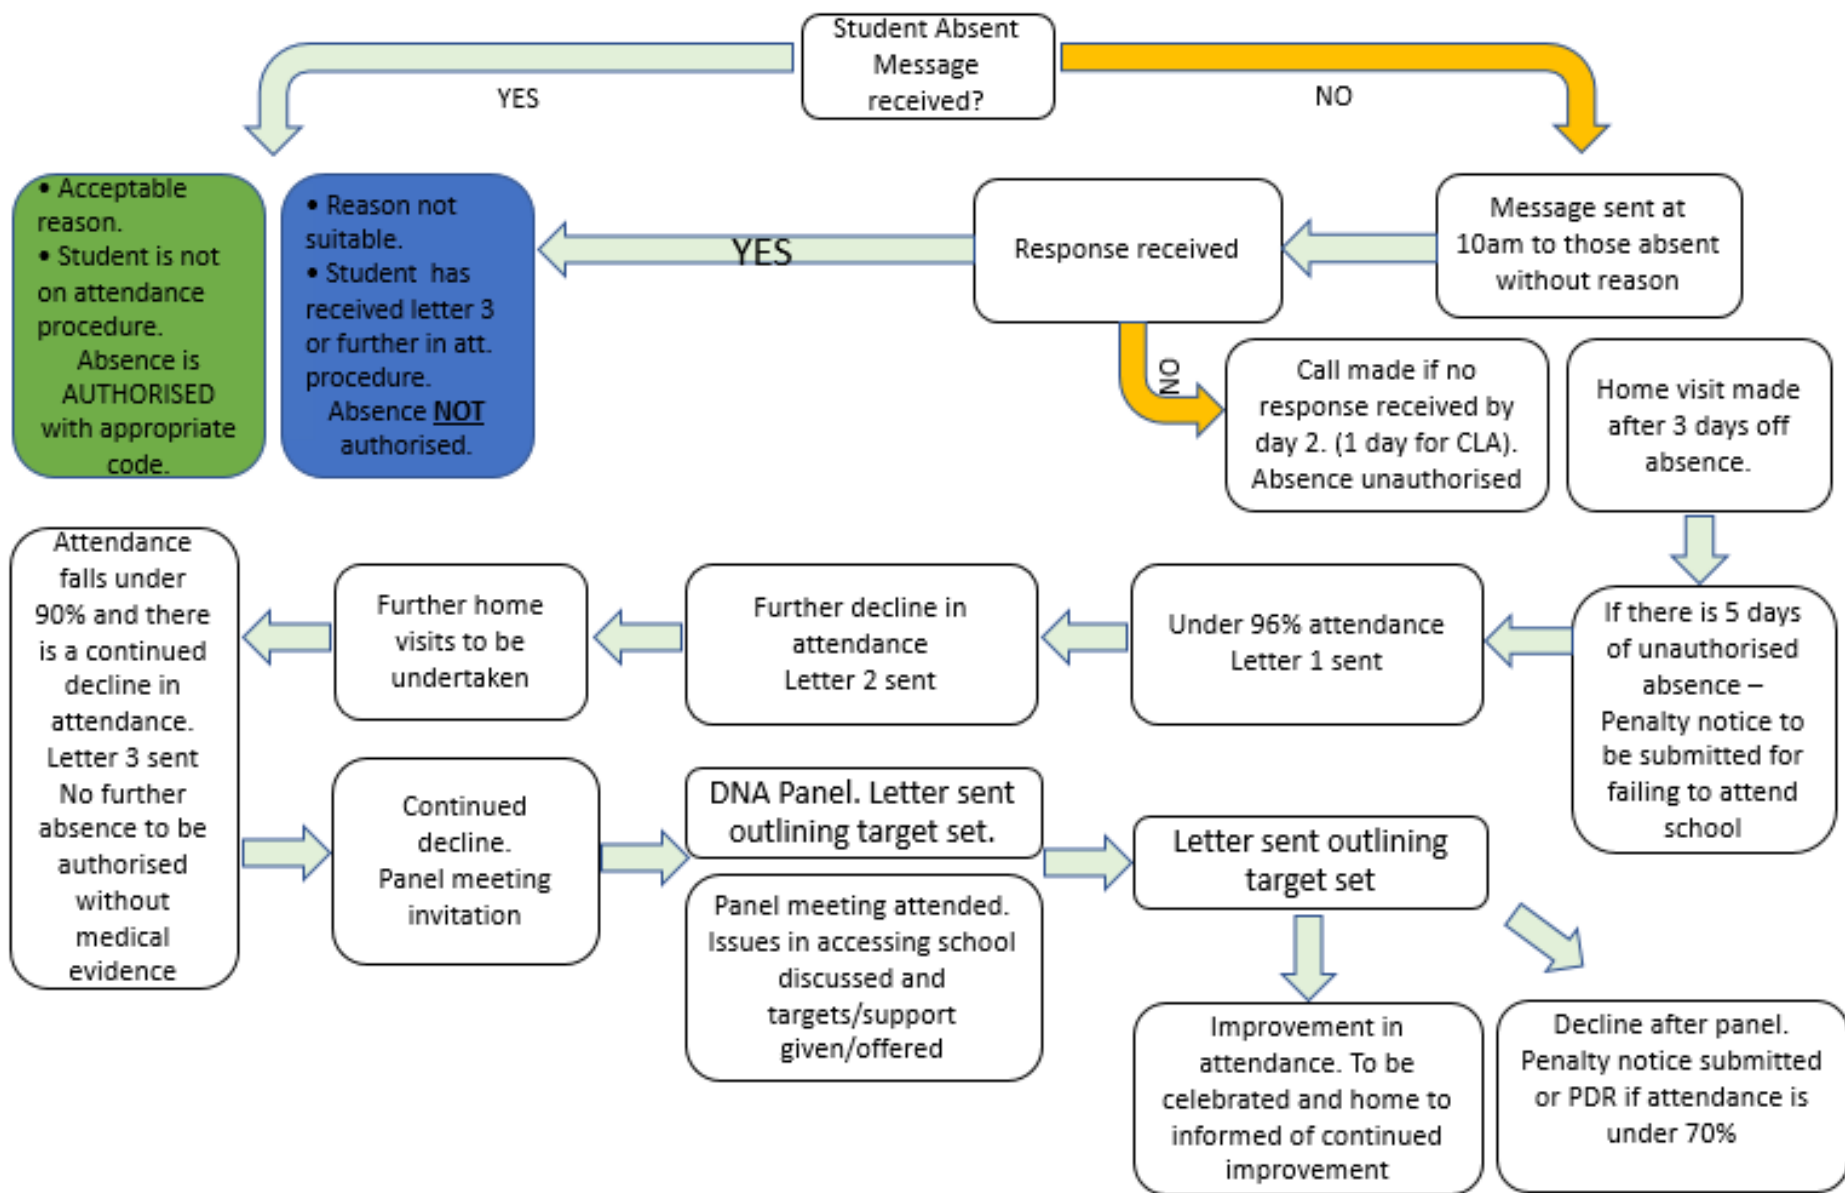 Student Absent
Message
received?
YES
NO
• Acceptable
reason.
• Student is not
on attendance
procedure.
Absence is
AUTHORISED
with appropriate
code.
• Reason not
suitable.
• Student has
received letter 3
or further in att.
procedure.
Absence NOT
authorised.
YES
Response received
Message sent at
10am to those absent
without reason
NO
Call made if no
response received by
day 2. (1 day for CLA).
Absence unauthorised
Home visit made
after 3 days off
absence.
If there is 5 days
of unauthorised
absence –
Penalty notice to
be submitted for
failing to attend
school
Under 96% attendance
Letter 1 sent
Further decline in
attendance
Letter 2 sent
Further home
visits to be
undertaken
Attendance
falls under
90% and there
is a continued
decline in
attendance.
Letter 3 sent
No further
absence to be
authorised
without
medical
evidence
Continued
decline.
Panel meeting
invitation
DNA Panel. Letter sent
outlining target set.
Panel meeting attended.
Issues in accessing school
discussed and
targets/support
given/offered
Letter sent outlining
target set
Improvement in
attendance. To be
celebrated and home to
informed of continued
improvement
Decline after panel.
Penalty notice submitted
or PDR if attendance is
under 70%